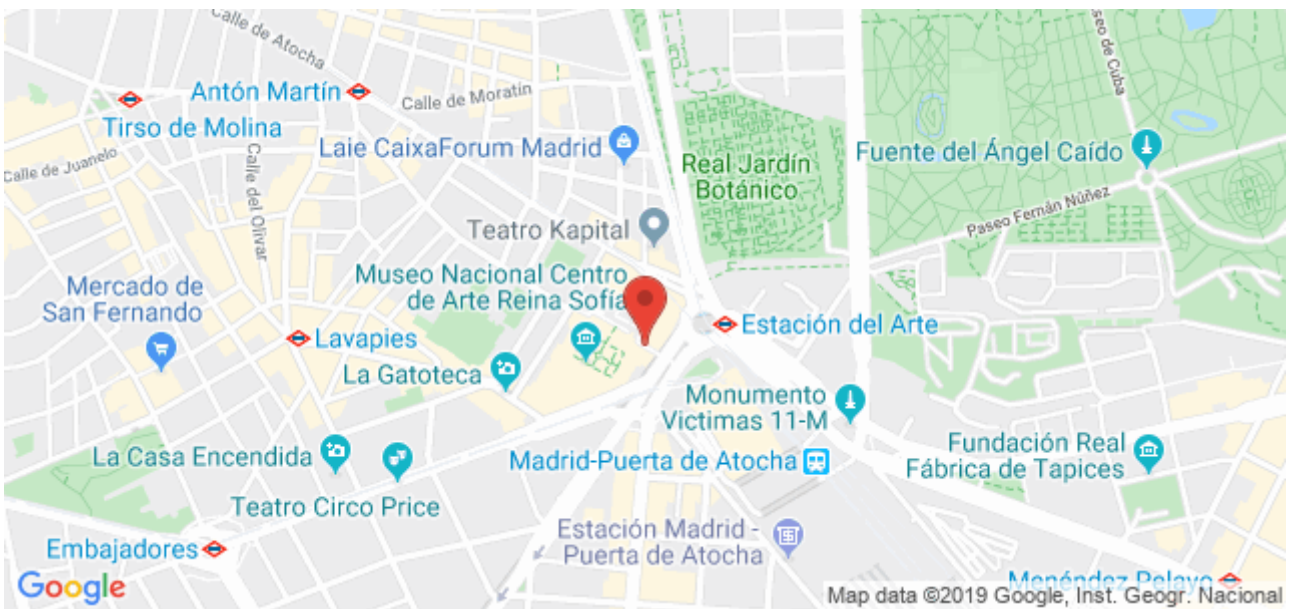 Calle de Atocha
seo de Cuba
Antón Martín
Calle de Moratín
Tirso de Molina
Calle de Juanelo
Calle del Olivar
Laie CaixaForum Madrid
Real Jardín
Botánico
Fuente del Ángel Caído
Paseo Fernán Núñez
Teatro Kapital
Museo Nacional Centro
de Arte Reina Sofía
Mercado de
San Fernando
Lavapies
Estación del Arte
La Gatoteca
Monumento
Victimas 11-M
La Casa Encendida
Madrid-Puerta de Atocha
Fundación Real
Fábrica de Tapices
Teatro Circo Price
Estación Madrid -
Puerta de Atocha
Embajadores
Menéndez Pelayo
Google
Map data ©2019 Google, Inst. Geogr. Nacional